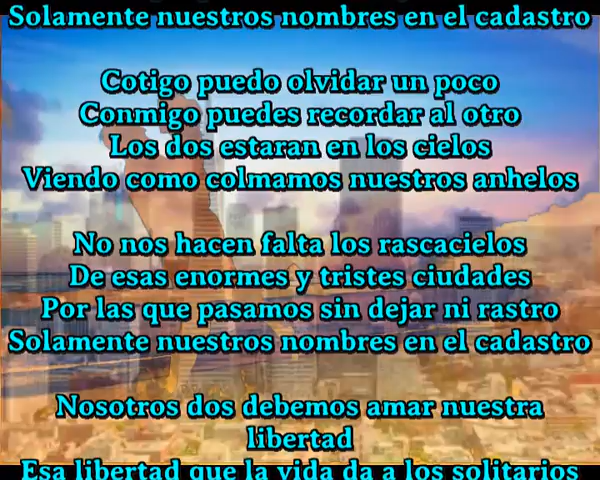 Solamente nuestros nombres en el cadastro
Cotigo puedo olvidar un poco
Conmigo puedes recordar al otro
Los dos estaran en los cielos
Viendo como colmamos nuestros anhelos
No nos hacen falta los rascacielos
De esas enormes y tristes ciudades
Por las que pasamos sin dejar ni rastro
Solamente nuestros nombres en el cadastro
Nosotros dos debemos amar nuestra
libertad
Esa libertad que la vida da a los solitarios